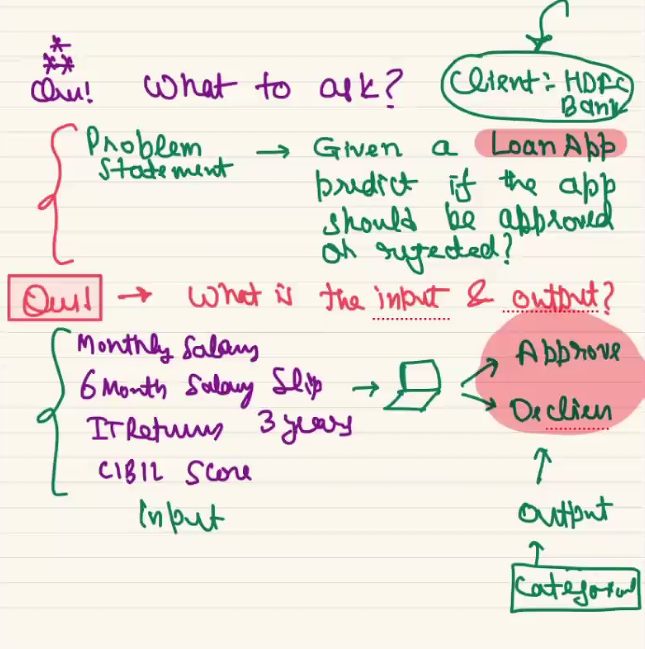 Qu! What to ask?
Client:- HDFC
Bank
Problem
Statement → Given a Loan App
predict if the app
should be approved
or rejected?
Qu! → What is the input & output?
Monthly Salary
6 Month Salary Slip
IT Returns 3 years
CIBIL Score
Input
Approve
Declien
Output
Categorical